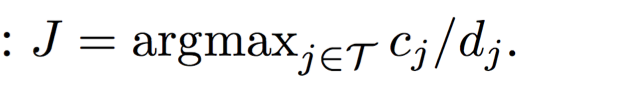 : J = argmax_{j∈𝒯} c_j/d_j.